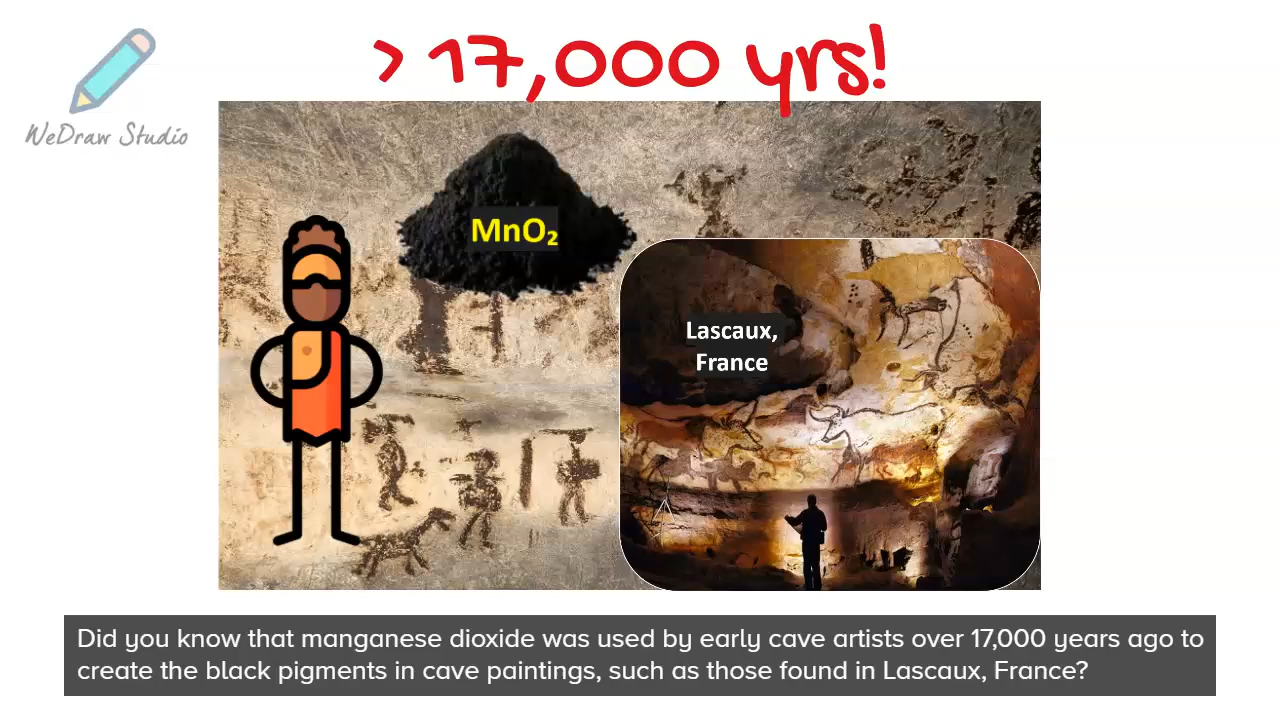 > 17,000 yrs!
WeDraw Studio
MnO₂
Lascaux,
France
Did you know that manganese dioxide was used by early cave artists over 17,000 years ago to
create the black pigments in cave paintings, such as those found in Lascaux, France?